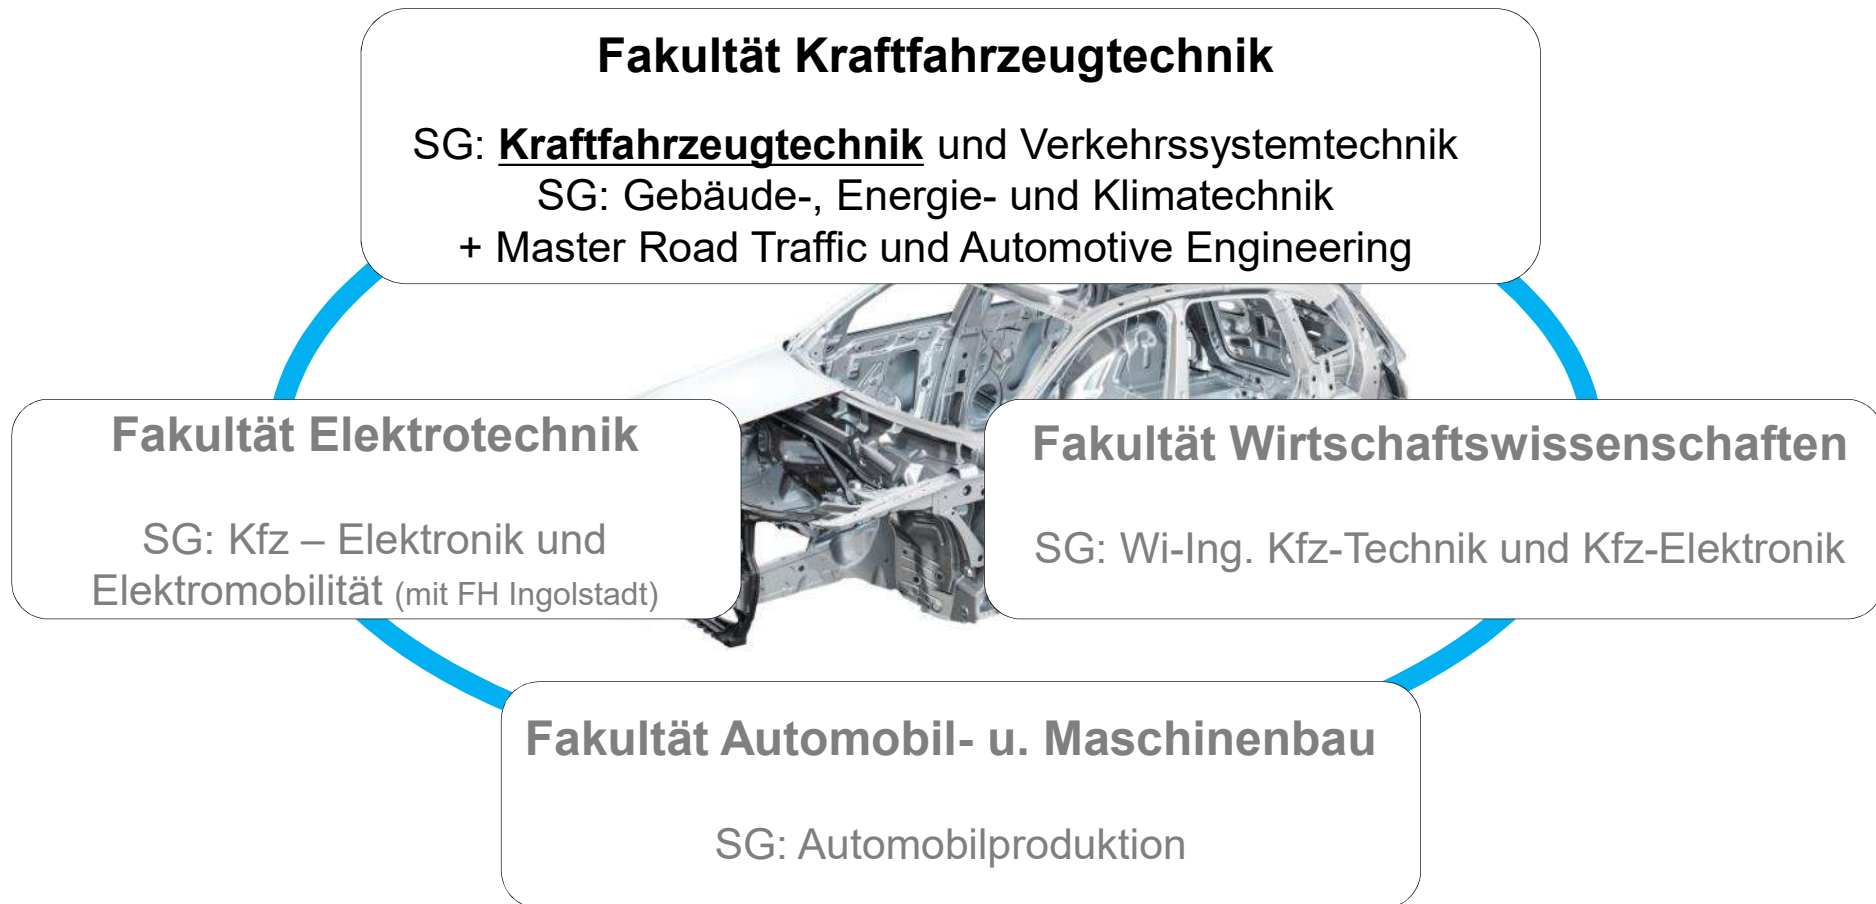 Fakultät Kraftfahrzeugtechnik
SG: Kraftfahrzeugtechnik und Verkehrssystemtechnik
SG: Gebäude-, Energie- und Klimatechnik
+ Master Road Traffic und Automotive Engineering
Fakultät Elektrotechnik
SG: Kfz – Elektronik und
Elektromobilität (mit FH Ingolstadt)
Fakultät Wirtschaftswissenschaften
SG: Wi-Ing. Kfz-Technik und Kfz-Elektronik
Fakultät Automobil- u. Maschinenbau
SG: Automobilproduktion